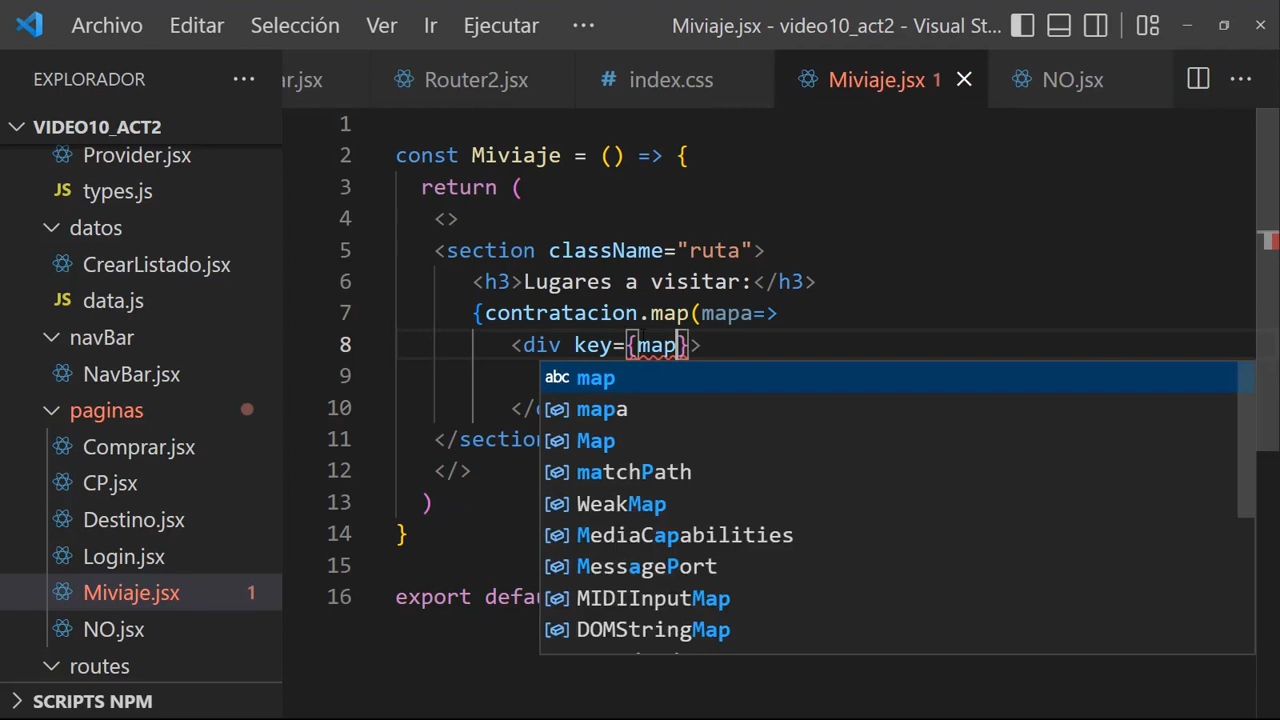 Archivo Editar Selección Ver Ir Ejecutar ··· Miviaje.jsx - video10_act2 - Visual St...
EXPLORADOR ···
ar.jsx Router2.jsx # index.css Miviaje.jsx 1 NO.jsx ···
VIDEO10_ACT2
Provider.jsx
JS types.js
datos
CrearListado.jsx
JS data.js
navBar
NavBar.jsx
paginas
Comprar.jsx
CP.jsx
Destino.jsx
Login.jsx
Miviaje.jsx 1
NO.jsx
routes
SCRIPTS NPM
1
2 const Miviaje = () => {
3 return (
4 <>
5 <section className="ruta">
6 <h3>Lugares a visitar:</h3>
7 {contratacion.map(mapa=>
8 <div key={map}>
9
10 </
11 </section
12 </>
13 )
14 }
15
16 export defau
abc map
mapa
Map
matchPath
WeakMap
MediaCapabilities
MessagePort
MIDIInputMap
DOMStringMap